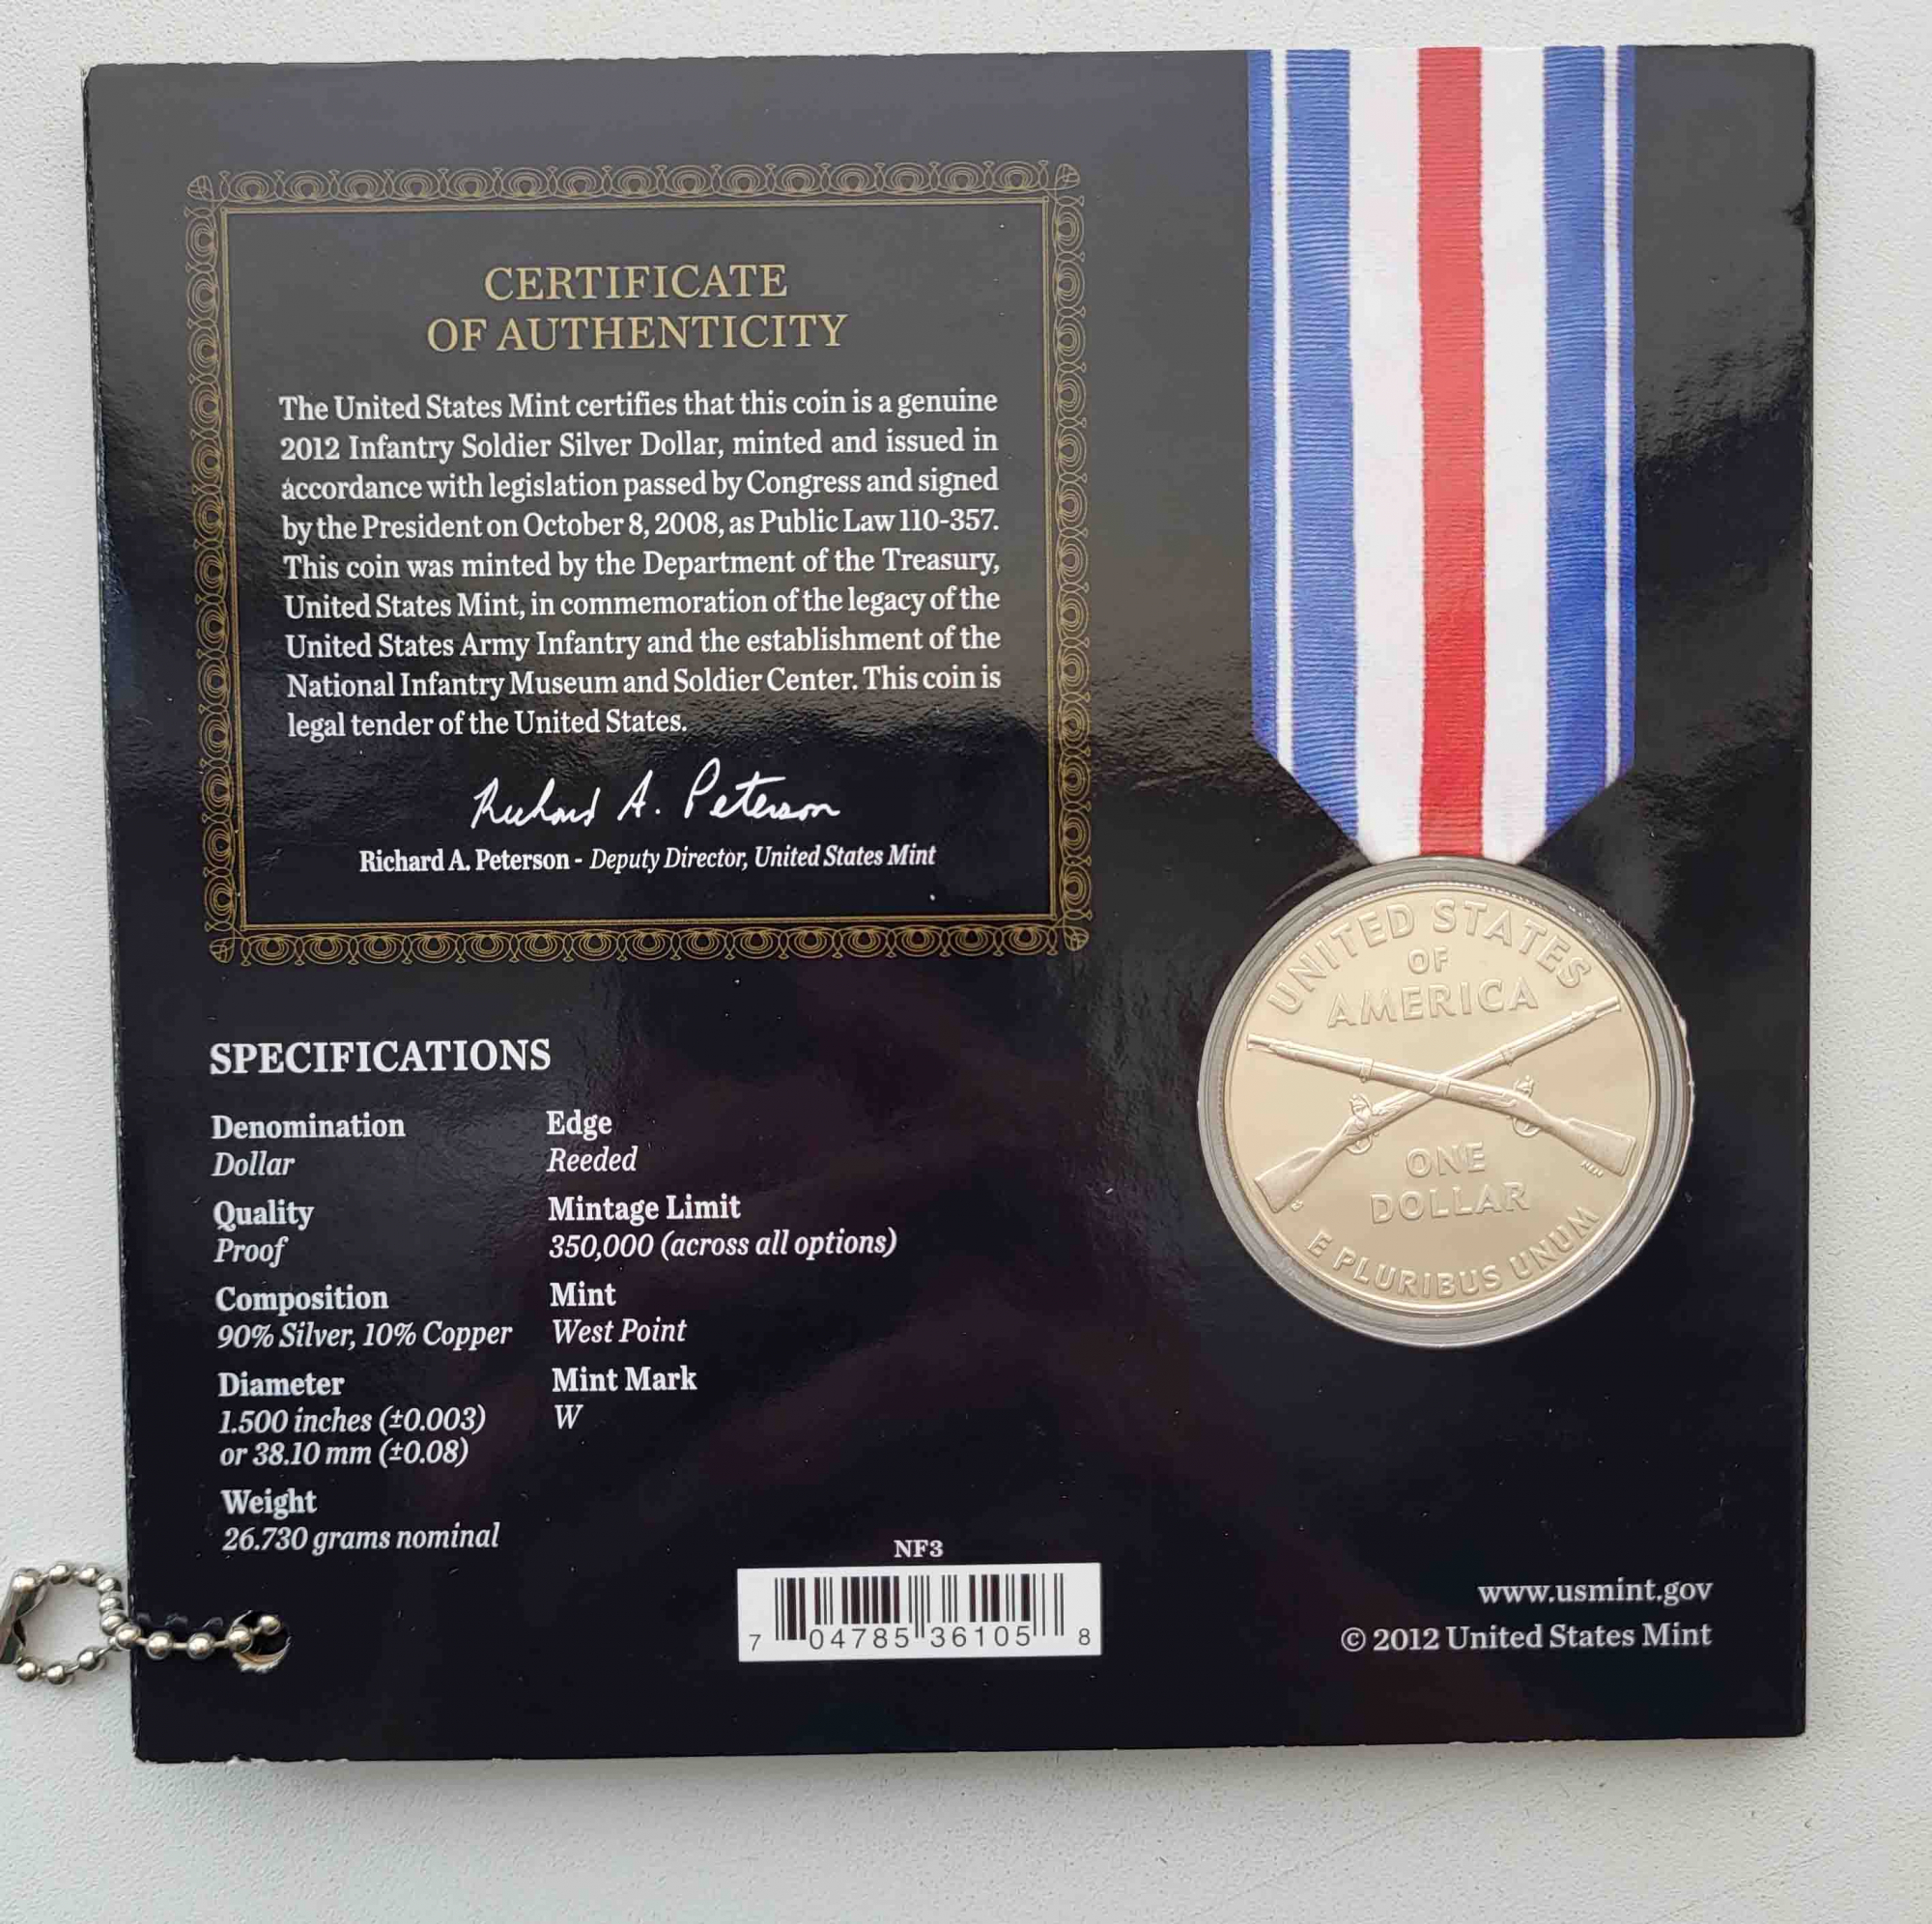 CERTIFICATE
OF AUTHENTICITY
The United States Mint certifies that this coin is a genuine
2012 Infantry Soldier Silver Dollar, minted and issued in
accordance with legislation passed by Congress and signed
by the President on October 8, 2008, as Public Law 110-357.
This coin was minted by the Department of the Treasury,
United States Mint, in commemoration of the legacy of the
United States Army Infantry and the establishment of the
National Infantry Museum and Soldier Center. This coin is
legal tender of the United States.
Richard A. Peterson
Richard A. Peterson - Deputy Director, United States Mint
SPECIFICATIONS
Denomination
Dollar
Quality
Proof
Composition
90% Silver, 10% Copper
Diameter
1.500 inches (±0.003)
or 38.10 mm (±0.08)
Weight
26.730 grams nominal
Edge
Reeded
Mintage Limit
350,000 (across all options)
Mint
West Point
Mint Mark
W
UNITED STATES
OF
AMERICA
ONE
DOLLAR
E PLURIBUS UNUM
NF3
7 04785 36105 8
www.usmint.gov
© 2012 United States Mint